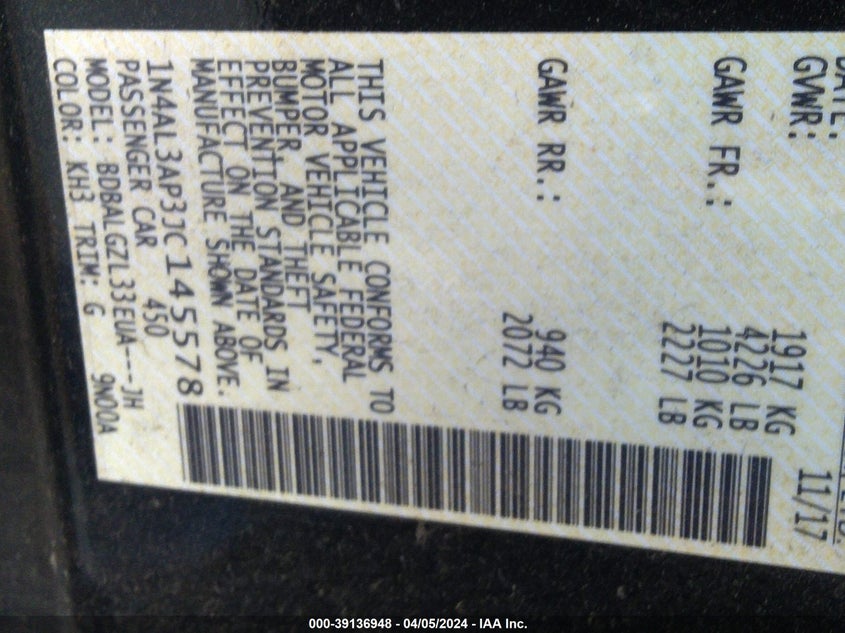 DATE: 11/17
GVWR: 1917 KG
4226 LB
GAWR FR.: 1010 KG
2227 LB
GAWR RR.: 940 KG
2072 LB
THIS VEHICLE CONFORMS TO
ALL APPLICABLE FEDERAL
MOTOR VEHICLE SAFETY,
BUMPER, AND THEFT
PREVENTION STANDARDS IN
EFFECT ON THE DATE OF
MANUFACTURE SHOWN ABOVE.
1N4AL3AP3JC145578
PASSENGER CAR 450
MODEL: BDBALGZL33EUA---JH
COLOR: KH3 TRIM: G 9N00A
000-39136948 - 04/05/2024 - IAA Inc.